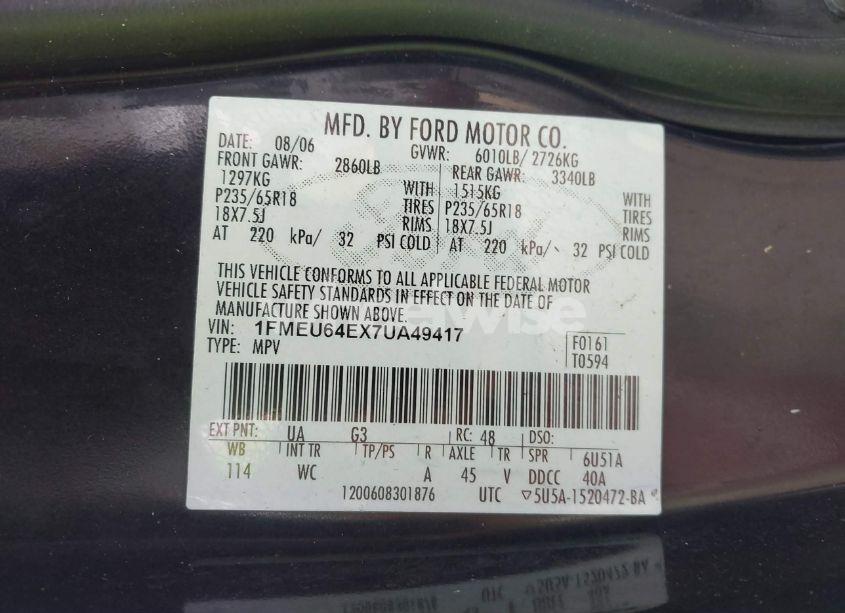 MFD. BY FORD MOTOR CO.
DATE: 08/06 GVWR: 6010LB/ 2726KG
FRONT GAWR: 2860LB REAR GAWR: 3340LB
1297KG WITH 1515KG WITH
P235/65R18 TIRES P235/65R18 TIRES
18X7.5J RIMS 18X7.5J RIMS
AT 220 kPa/ 32 PSI COLD AT 220 kPa/ 32 PSI COLD
THIS VEHICLE CONFORMS TO ALL APPLICABLE FEDERAL MOTOR
VEHICLE SAFETY STANDARDS IN EFFECT ON THE DATE OF
MANUFACTURE SHOWN ABOVE.
VIN: 1FMEU64EX7UA49417
TYPE: MPV
F0161
T0594
EXT PNT: UA G3 RC: 48 DSO:
WB INT TR TP/PS R AXLE TR SPR 6U51A
114 WC A 45 V DDCC 40A
1200608301876 UTC ▽5U5A-1520472-BA